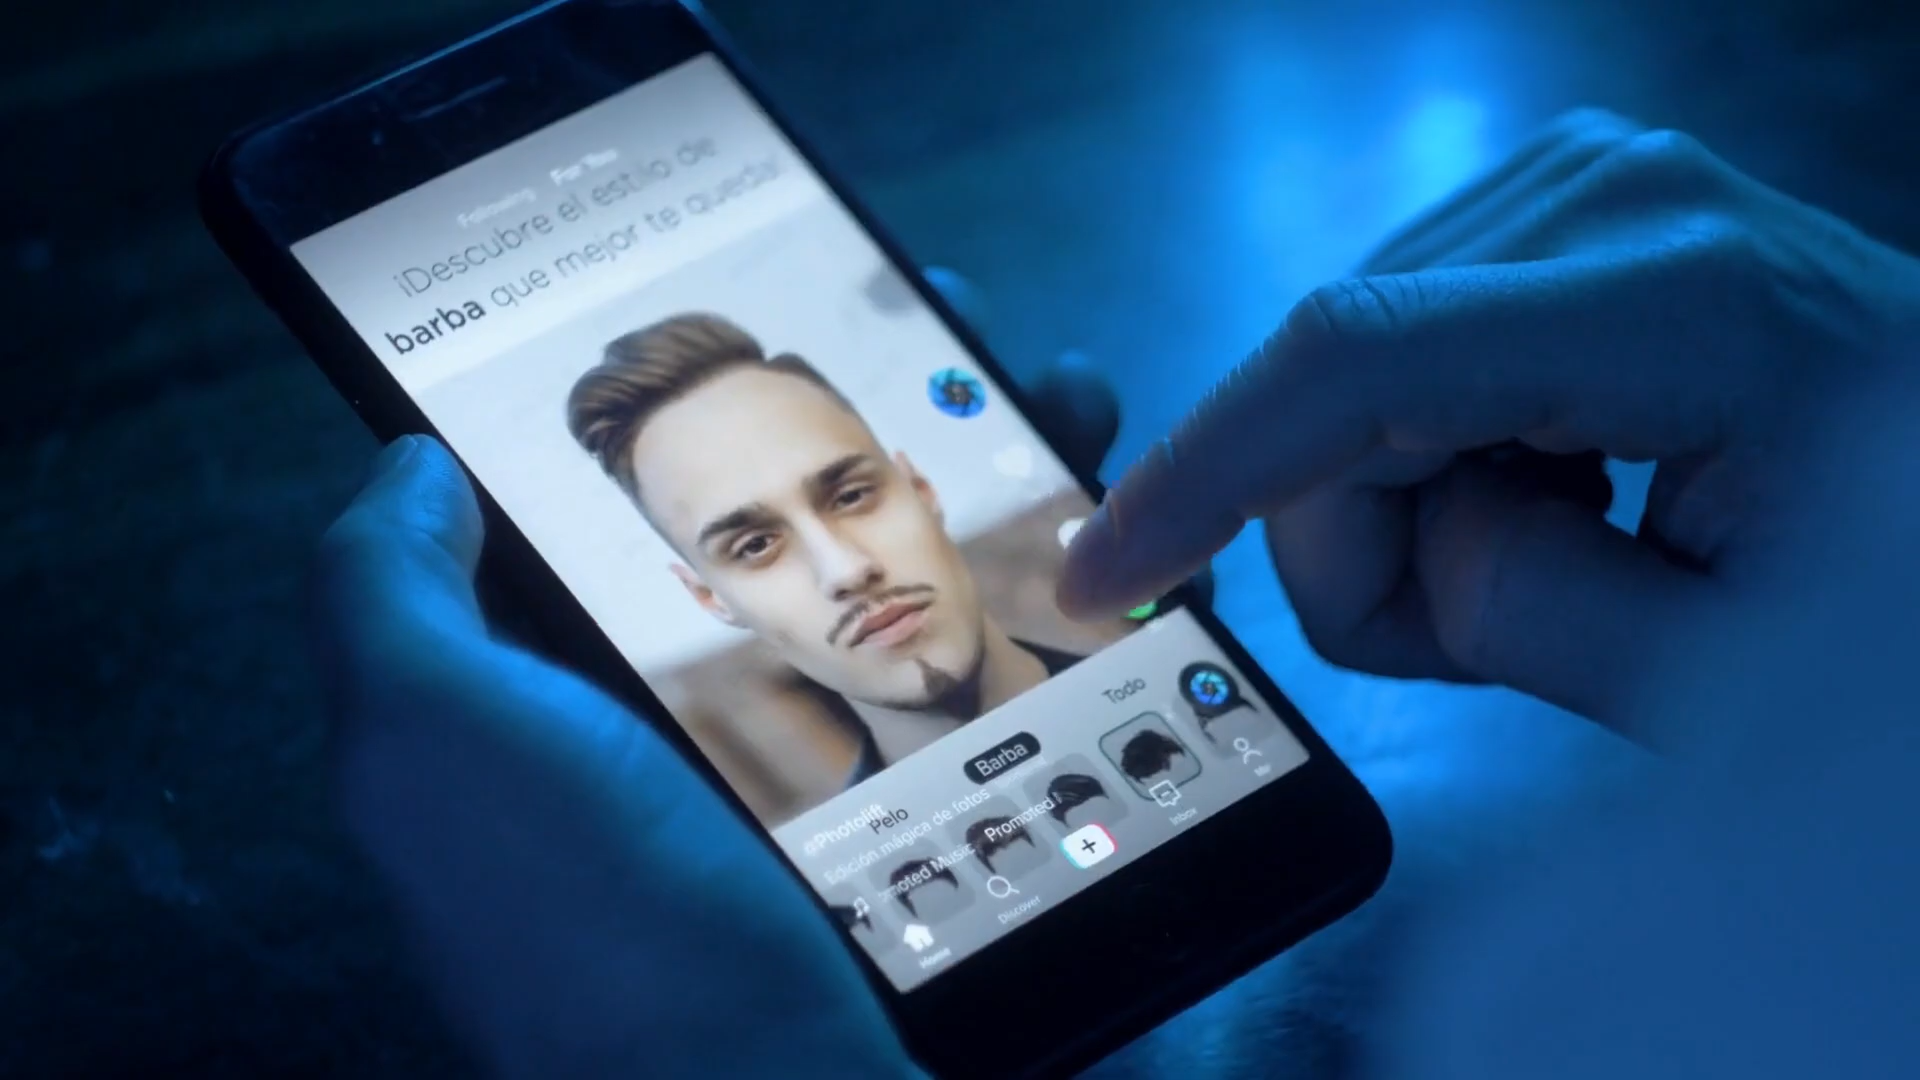 Following For You
¡Descubre el estilo de
barba que mejor te queda!
Todo
Barba
Pelo
@Photolift
Edición mágica de fotos
Promoted Music
Promoted
Home
Discover
Inbox
Me